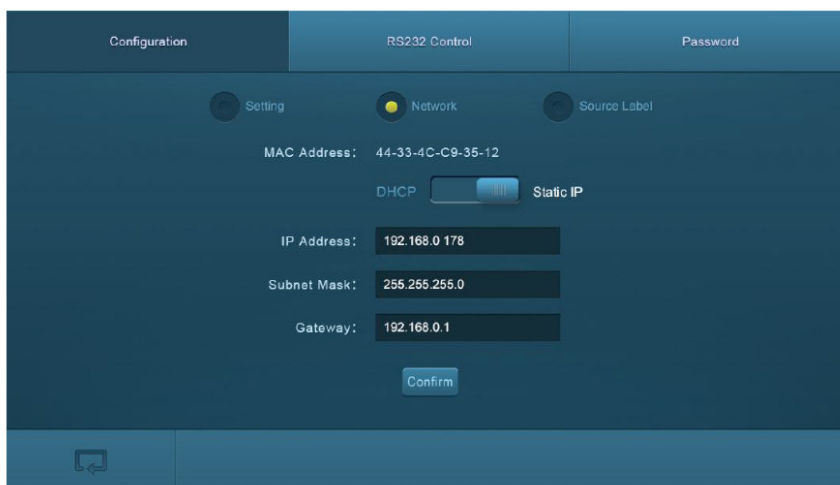 Configuration RS232 Control Password
Setting Network Source Label
MAC Address: 44-33-4C-C9-35-12
DHCP Static IP
IP Address: 192.168.0 178
Subnet Mask: 255.255.255.0
Gateway: 192.168.0.1
Confirm